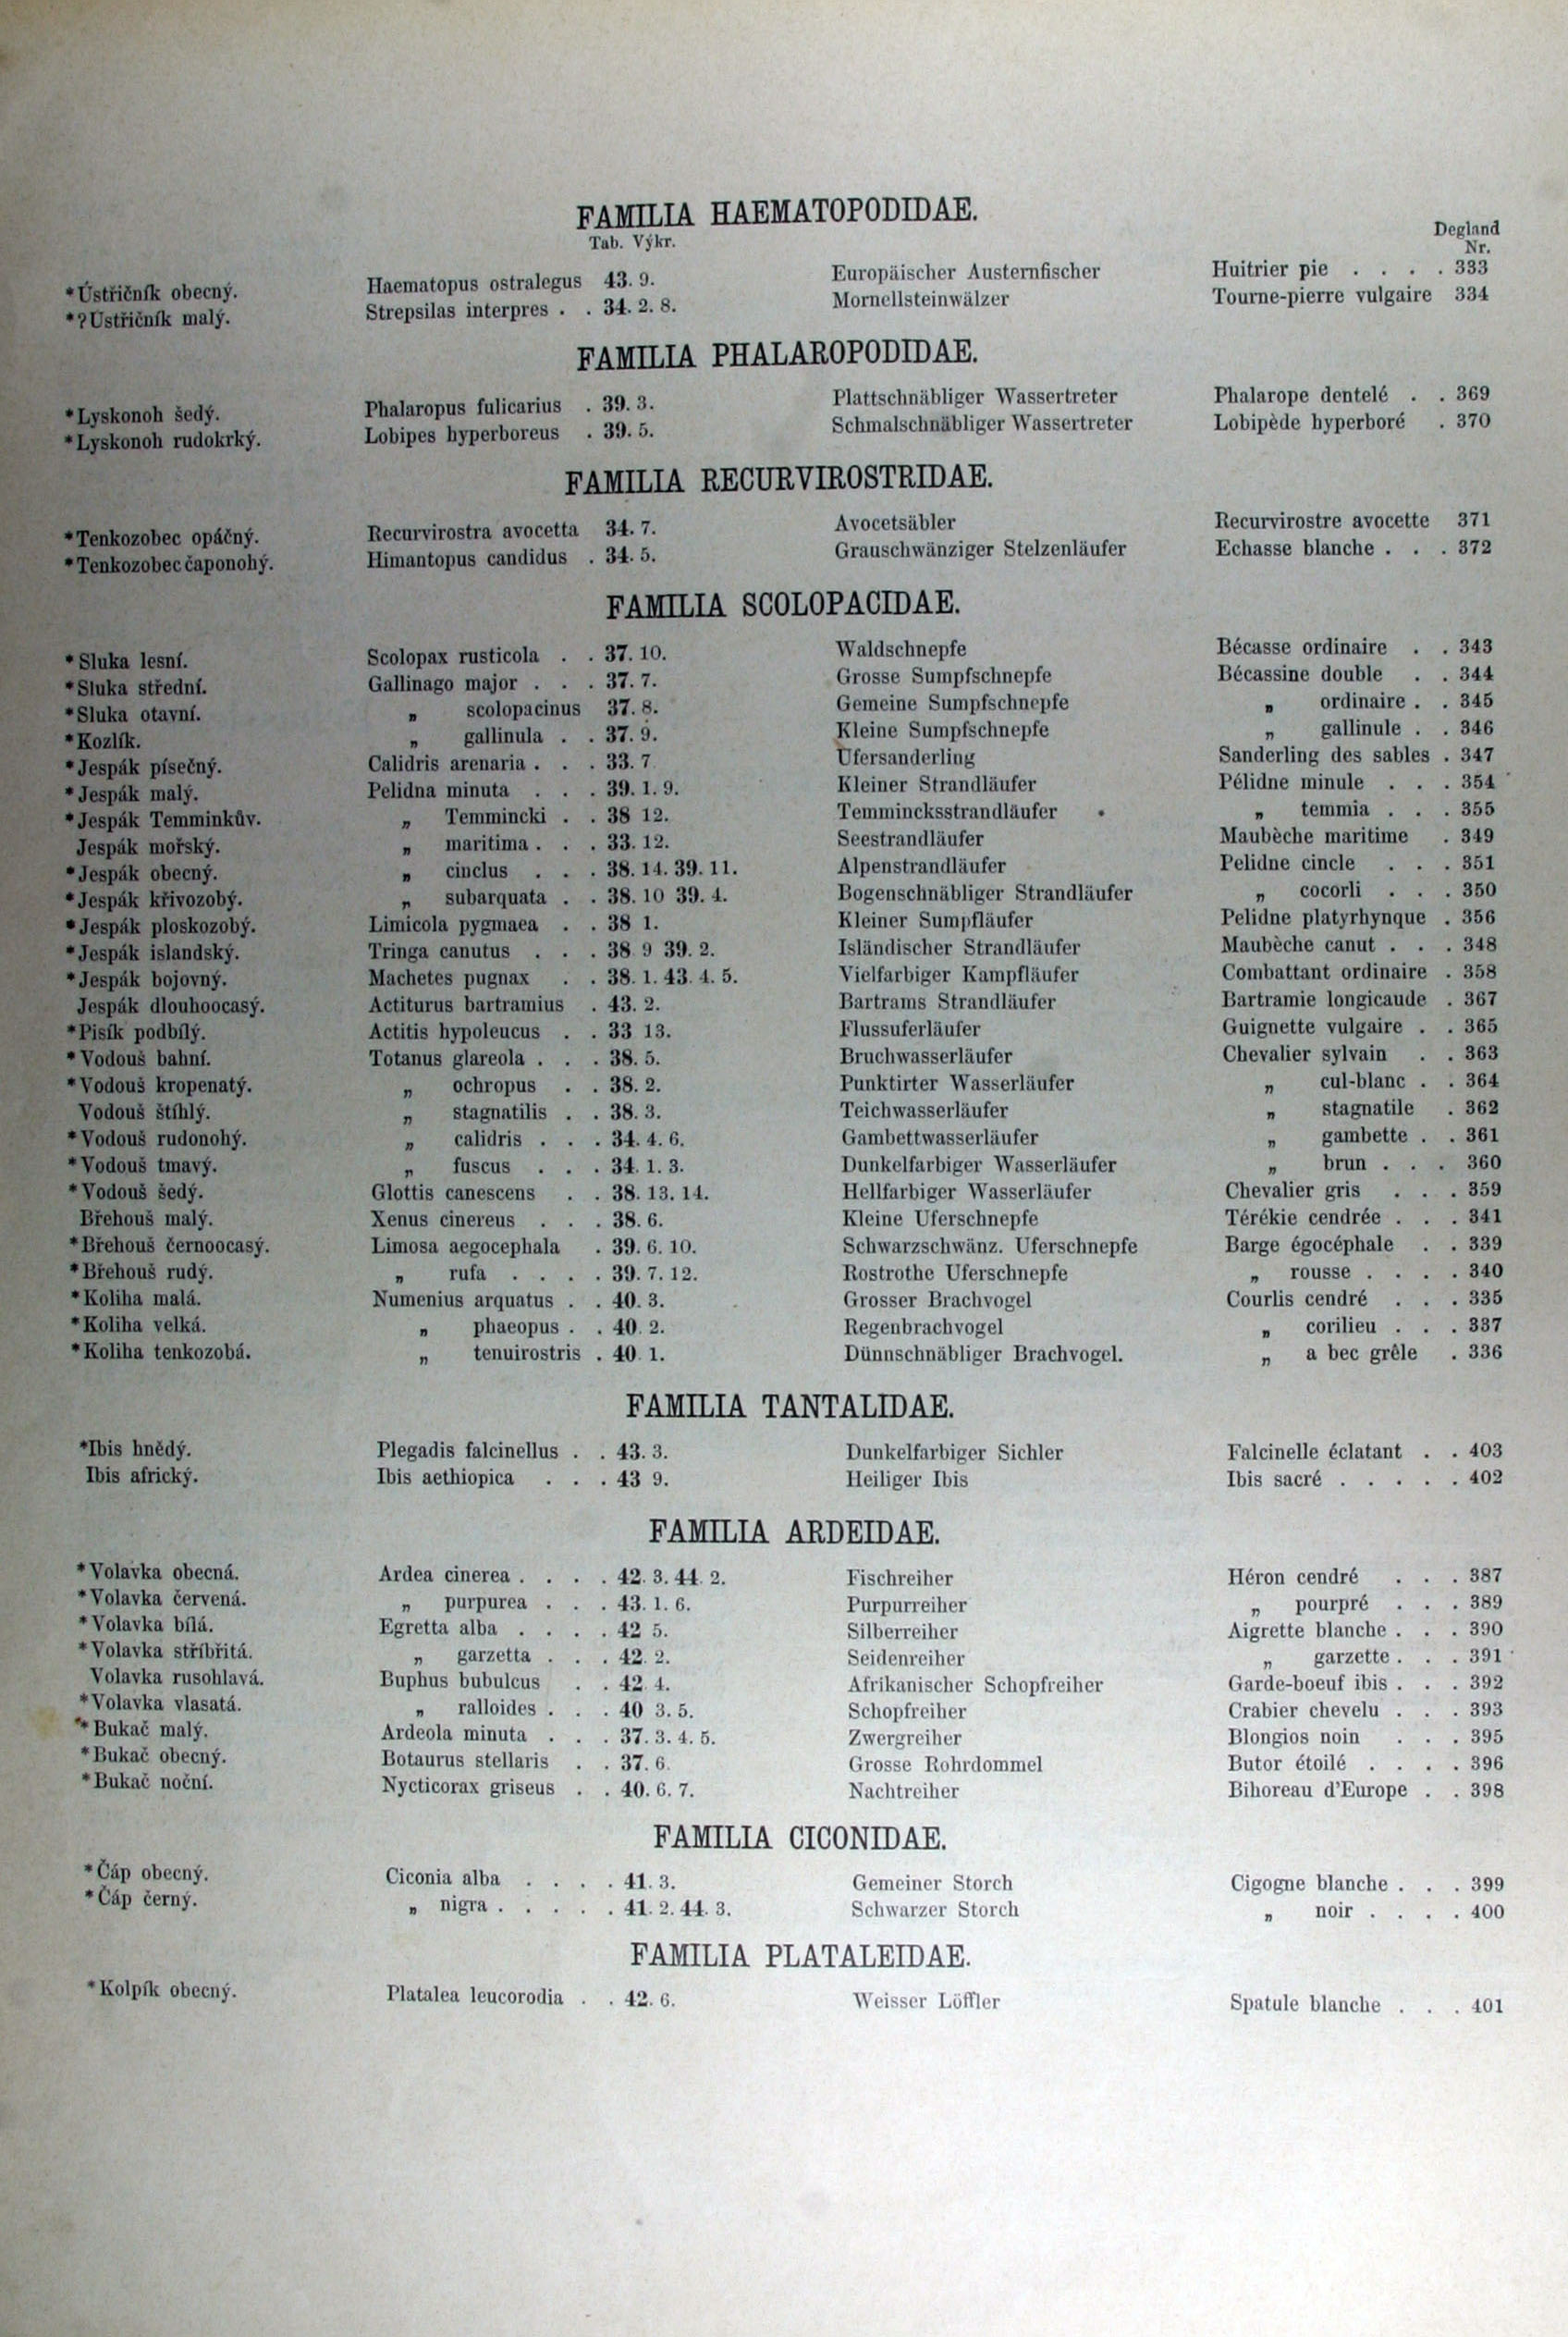 FAMILIA HAEMATOPODIDAE.
Tab. Výkr.
Degland
Nr.
*Ústřičník obecný. Haematopus ostralegus 43. 9. Europäischer Austernfischer Huitrier pie . . . . 333
*?Ústřičník malý. Strepsilas interpres . . 34. 2. 8. Mornellsteinwälzer Tourne-pierre vulgaire 334
FAMILIA PHALAROPODIDAE.
*Lyskonoh šedý. Phalaropus fulicarius . 39. 3. Plattschnäbliger Wassertreter Phalarope dentelé . . 369
*Lyskonoh rudokrký. Lobipes hyperboreus . 39. 5. Schmalschnäbliger Wassertreter Lobipède hyperboré . 370
FAMILIA RECURVIROSTRIDAE.
*Tenkozobec opáčný. Recurvirostra avocetta 34. 7. Avocetsäbler Recurvirostre avocette 371
*Tenkozobec čaponohý. Himantopus candidus . 34. 5. Grauschwänziger Stelzenläufer Echasse blanche . . . 372
FAMILIA SCOLOPACIDAE.
*Sluka lesní. Scolopax rusticola . . 37. 10. Waldschnepfe Bécasse ordinaire . . 343
*Sluka střední. Gallinago major . . . 37. 7. Grosse Sumpfschnepfe Bécassine double . . 344
*Sluka otavní. „ scolopacinus 37. 8. Gemeine Sumpfschnepfe „ ordinaire . . 345
*Kozlík. „ gallinula . . 37. 9. Kleine Sumpfschnepfe „ gallinule . . 346
*Jespák písečný. Calidris arenaria . . . 33. 7 Ufersanderling Sanderling des sables . 347
*Jespák malý. Pelidna minuta . . . 39. 1. 9. Kleiner Strandläufer Pélidne minule . . . 354
*Jespák Temminkův. „ Temmincki . . 38 12. Temmincksstrandläufer „ temmia . . . 355
Jespák mořský. „ maritima . . . 33. 12. Seestrandläufer Maubèche maritime . 349
*Jespák obecný. „ cinclus . . . 38. 14. 39. 11. Alpenstrandläufer Pelidne cincle . . . 351
*Jespák křivozobý. „ subarquata . . 38. 10 39. 4. Bogenschnäbliger Strandläufer „ cocorli . . . 350
*Jespák ploskozobý. Limicola pygmaea . . 38 1. Kleiner Sumpfläufer Pelidne platyrhynque . 356
*Jespák islandský. Tringa canutus . . . 38 9 39. 2. Isländischer Strandläufer Maubèche canut . . . 348
*Jespák bojovný. Machetes pugnax . . 38. 1. 43. 4. 5. Vielfarbiger Kampfläufer Combattant ordinaire . 358
Jespák dlouhoocasý. Actiturus bartramius . 43. 2. Bartrams Strandläufer Bartramie longicaude . 367
*Pisík podbílý. Actitis hypoleucus . . 33 13. Flussuferläufer Guignette vulgaire . . 365
*Vodouš bahní. Totanus glareola . . . 38. 5. Bruchwasserläufer Chevalier sylvain . . 363
*Vodouš kropenatý. „ ochropus . . 38. 2. Punktirter Wasserläufer „ cul-blanc . . 364
Vodouš štíhlý. „ stagnatilis . . 38. 3. Teichwasserläufer „ stagnatile . 362
*Vodouš rudonohý. „ calidris . . . 34. 4. 6. Gambettwasserläufer „ gambette . . 361
*Vodouš tmavý. „ fuscus . . . 34. 1. 3. Dunkelfarbiger Wasserläufer „ brun . . . 360
*Vodouš šedý. Glottis canescens . . 38. 13. 14. Hellfarbiger Wasserläufer Chevalier gris . . . 359
Břehouš malý. Xenus cinereus . . . 38. 6. Kleine Uferschnepfe Térékie cendrée . . . 341
*Břehouš černoocasý. Limosa aegocephala . 39. 6. 10. Schwarzschwänz. Uferschnepfe Barge égocéphale . . 339
*Břehouš rudý. „ rufa . . . . 39. 7. 12. Rostrothe Uferschnepfe „ rousse . . . . 340
*Koliha malá. Numenius arquatus . . 40. 3. Grosser Brachvogel Courlis cendré . . . 335
*Koliha velká. „ phaeopus . . 40. 2. Regenbrachvogel „ corilieu . . . 337
*Koliha tenkozobá. „ tenuirostris . 40 1. Dünnschnäbliger Brachvogel. „ a bec grêle . 336
FAMILIA TANTALIDAE.
*Ibis hnědý. Plegadis falcinellus . . 43. 3. Dunkelfarbiger Sichler Falcinelle éclatant . . 403
Ibis africký. Ibis aethiopica . . . 43 9. Heiliger Ibis Ibis sacré . . . . . 402
FAMILIA ARDEIDAE.
*Volavka obecná. Ardea cinerea . . . . 42. 3. 44. 2. Fischreiher Héron cendré . . . 387
*Volavka červená. „ purpurea . . . 43. 1. 6. Purpurreiher „ pourpré . . . 389
*Volavka bílá. Egretta alba . . . . 42 5. Silberreiher Aigrette blanche . . . 390
*Volavka stříbřitá. „ garzetta . . . 42. 2. Seidenreiher „ garzette . . . 391
Volavka rusohlavá. Buphus bubulcus . . 42 4. Afrikanischer Schopfreiher Garde-boeuf ibis . . . 392
*Volavka vlasatá. „ ralloides . . . 40 3. 5. Schopfreiher Crabier chevelu . . . 393
*Bukač malý. Ardeola minuta . . . 37. 3. 4. 5. Zwergreiher Blongios noin . . . 395
*Bukač obecný. Botaurus stellaris . . 37. 6. Grosse Rohrdommel Butor étoilé . . . . 396
*Bukač noční. Nycticorax griseus . . 40. 6. 7. Nachtreiher Bihoreau d'Europe . . 398
FAMILIA CICONIDAE.
*Čáp obecný. Ciconia alba . . . . 41. 3. Gemeiner Storch Cigogne blanche . . . 399
*Čáp černý. „ nigra . . . . . 41. 2. 44. 3. Schwarzer Storch „ noir . . . . 400
FAMILIA PLATALEIDAE.
*Kolpík obecný. Platalea leucorodia . . 42. 6. Weisser Löffler Spatule blanche . . . 401